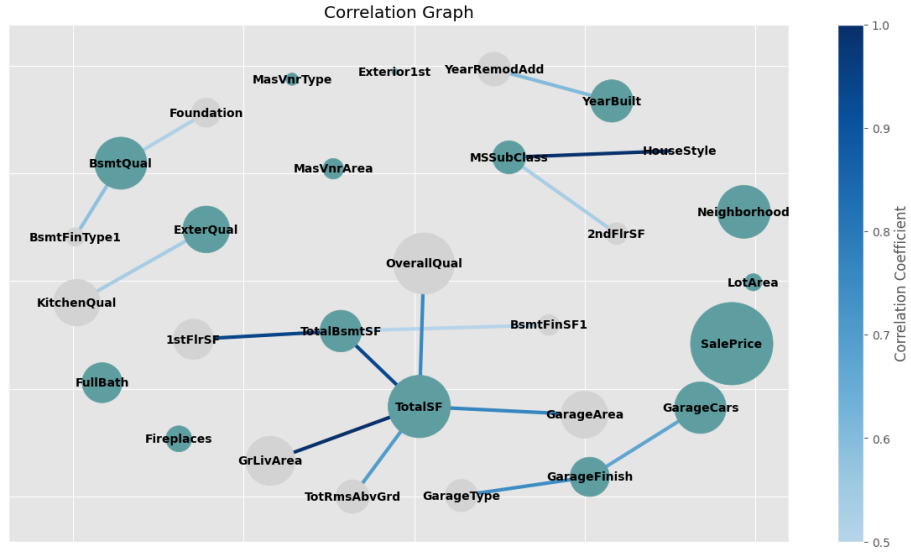 Correlation Graph
1.0
Exterior1st
YearRemodAdd
MasVnrType
YearBuilt
Foundation
0.9
HouseStyle
MSSubClass
BsmtQual
MasVnrArea
Neighborhood
0.8
ExterQual
2ndFlrSF
BsmtFinType1
OverallQual
Correlation Coefficient
LotArea
KitchenQual
BsmtFinSF1
TotalBsmtSF
0.7
1stFlrSF
SalePrice
FullBath
TotalSF
GarageCars
GarageArea
0.6
Fireplaces
GrLivArea
GarageFinish
TotRmsAbvGrd
GarageType
0.5